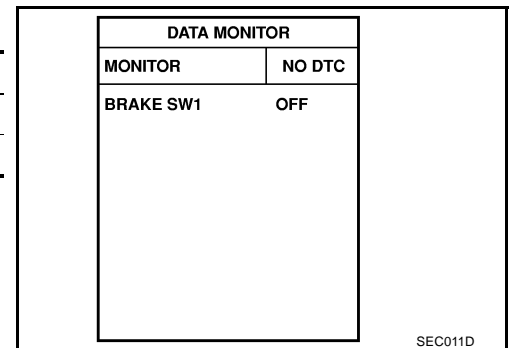 DATA MONITOR
MONITOR NO DTC
BRAKE SW1 OFF
SEC011D